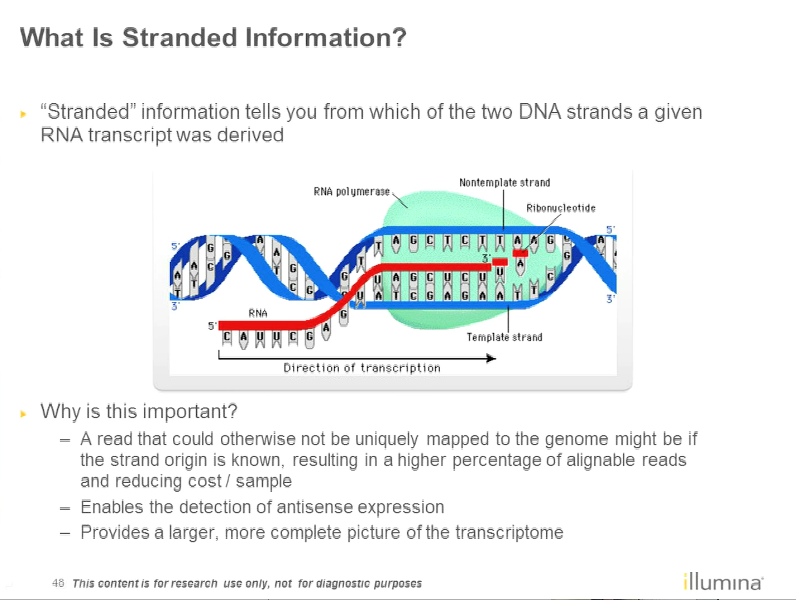 What Is Stranded Information?
“Stranded” information tells you from which of the two DNA strands a given
RNA transcript was derived
RNA polymerase
Nontemplate strand
Ribonucleotide
5'
5'
T A G C T C T T A A G
3'
U A G C U C U U A
A T C G A G A A T T C
3'
3'
RNA
5'
C A U U C G A G
Template strand
Direction of transcription
Why is this important?
– A read that could otherwise not be uniquely mapped to the genome might be if
the strand origin is known, resulting in a higher percentage of alignable reads
and reducing cost / sample
– Enables the detection of antisense expression
– Provides a larger, more complete picture of the transcriptome
48 This content is for research use only, not for diagnostic purposes
illumina